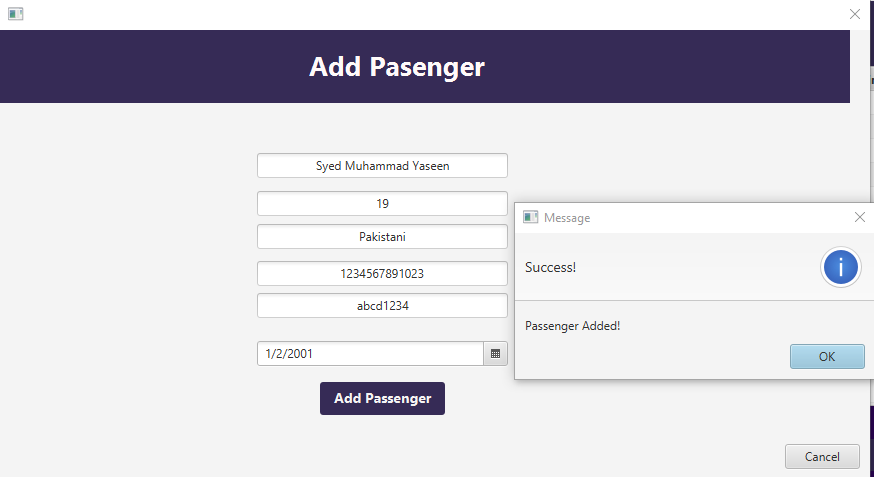 Add Pasenger
Syed Muhammad Yaseen
19
Pakistani
1234567891023
abcd1234
1/2/2001
Add Passenger
Cancel
Message
Success!
i
Passenger Added!
OK